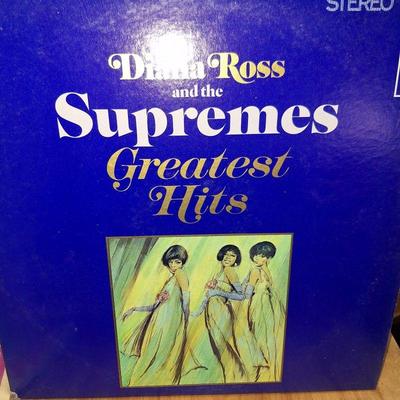 STEREO
Diana Ross
and the
Supremes
Greatest
Hits